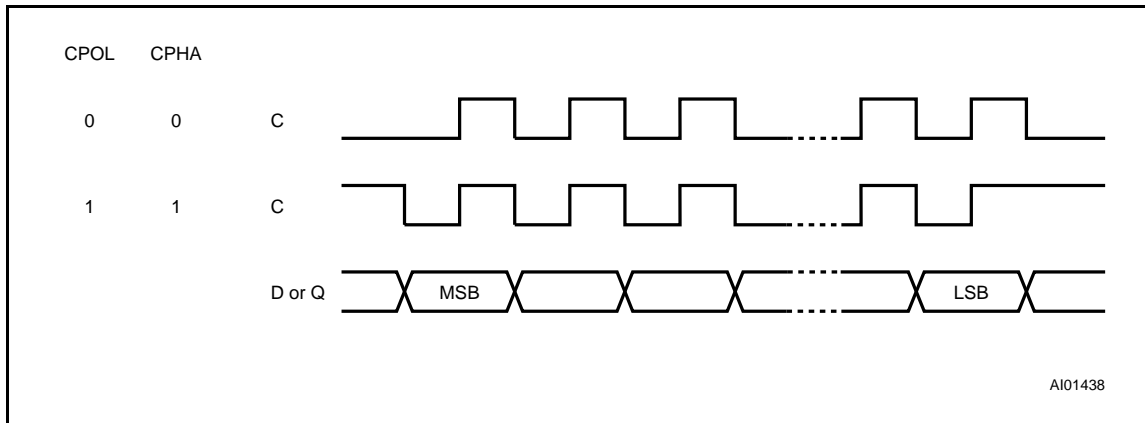 CPOL CPHA
0 0 C
1 1 C
D or Q MSB LSB
AI01438